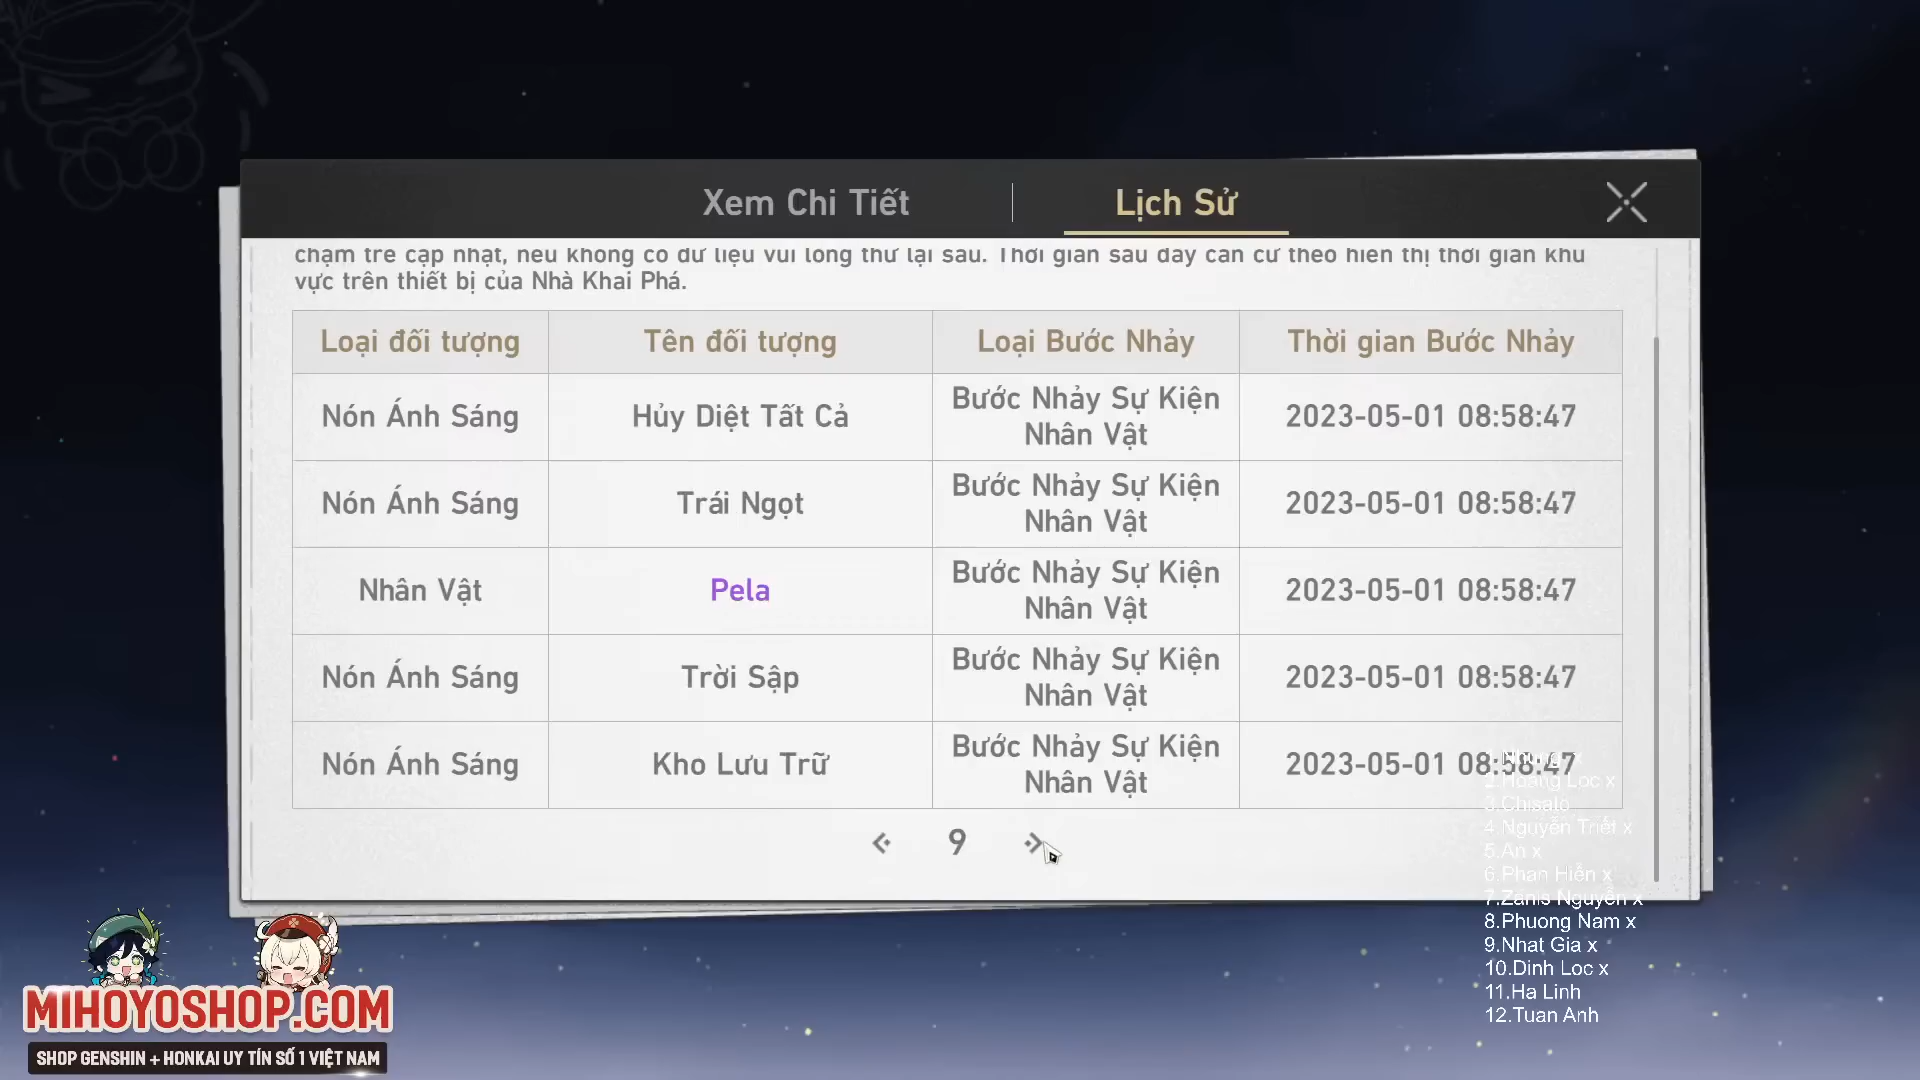 Xem Chi Tiết
Lịch Sử
chậm trễ cập nhật, nếu không có dữ liệu vui lòng thử lại sau. Thời gian sau đây căn cứ theo hiển thị thời gian khu
vực trên thiết bị của Nhà Khai Phá.
Loại đối tượng Tên đối tượng Loại Bước Nhảy Thời gian Bước Nhảy
Nón Ánh Sáng Hủy Diệt Tất Cả Bước Nhảy Sự Kiện Nhân Vật 2023-05-01 08:58:47
Nón Ánh Sáng Trái Ngọt Bước Nhảy Sự Kiện Nhân Vật 2023-05-01 08:58:47
Nhân Vật Pela Bước Nhảy Sự Kiện Nhân Vật 2023-05-01 08:58:47
Nón Ánh Sáng Trời Sập Bước Nhảy Sự Kiện Nhân Vật 2023-05-01 08:58:47
Nón Ánh Sáng Kho Lưu Trữ Bước Nhảy Sự Kiện Nhân Vật 2023-05-01 08:58:47
9
2.Hoang Loc x
3.Chisalo
4.Nguyễn Triết x
5.An x
6.Phan Hiển x
7.Zanis Nguyễn x
8.Phuong Nam x
9.Nhat Gia x
10.Dinh Loc x
11.Ha Linh
12.Tuan Anh
MIHOYOSHOP.COM
SHOP GENSHIN + HONKAI UY TÍN SỐ 1 VIỆT NAM